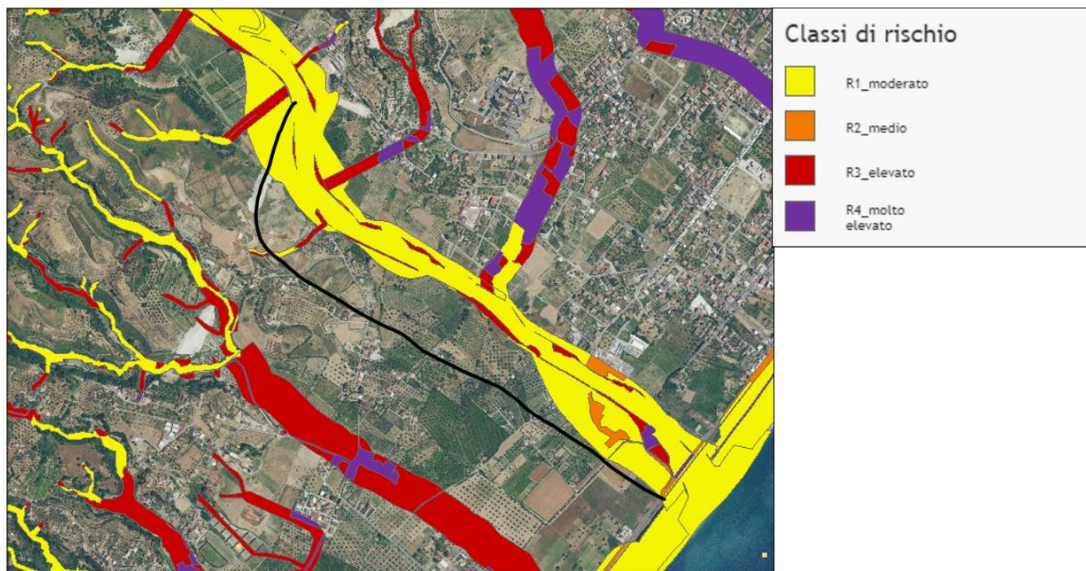 Classi di rischio
R1_moderato
R2_medio
R3_elevato
R4_molto
elevato